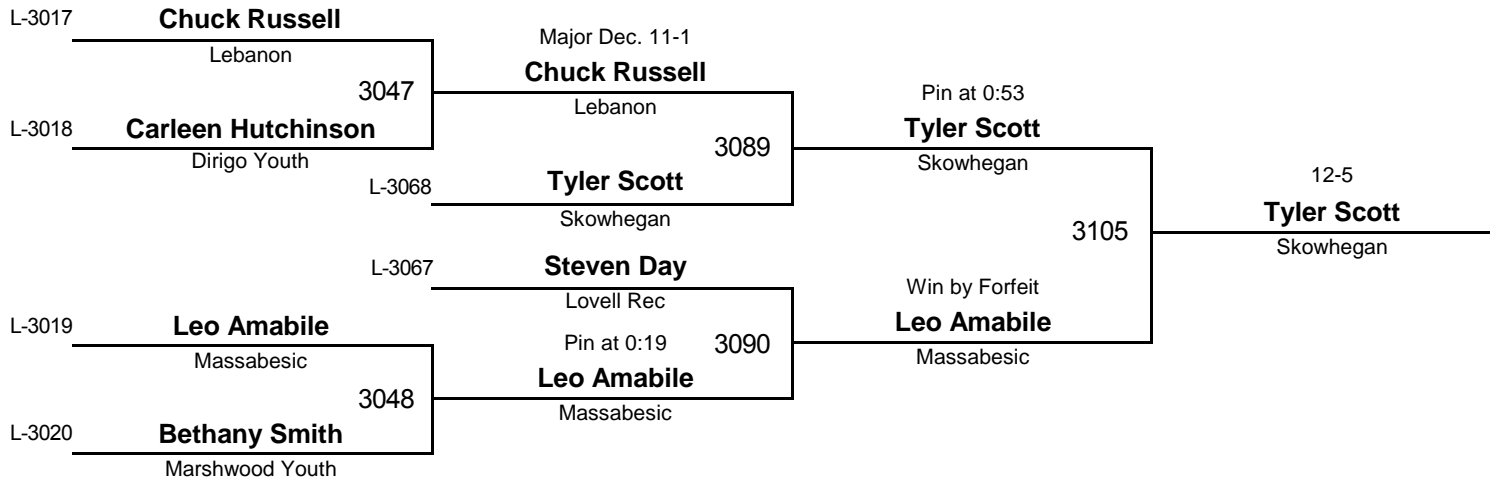 L-3017
Chuck Russell
Lebanon
3047
L-3018
Carleen Hutchinson
Dirigo Youth
Major Dec. 11-1
Chuck Russell
Lebanon
3089
L-3068
Tyler Scott
Skowhegan
Pin at 0:53
Tyler Scott
Skowhegan
3105
12-5
Tyler Scott
Skowhegan
L-3067
Steven Day
Lovell Rec
L-3019
Leo Amabile
Massabesic
3048
L-3020
Bethany Smith
Marshwood Youth
Pin at 0:19
3090
Leo Amabile
Massabesic
Win by Forfeit
Leo Amabile
Massabesic